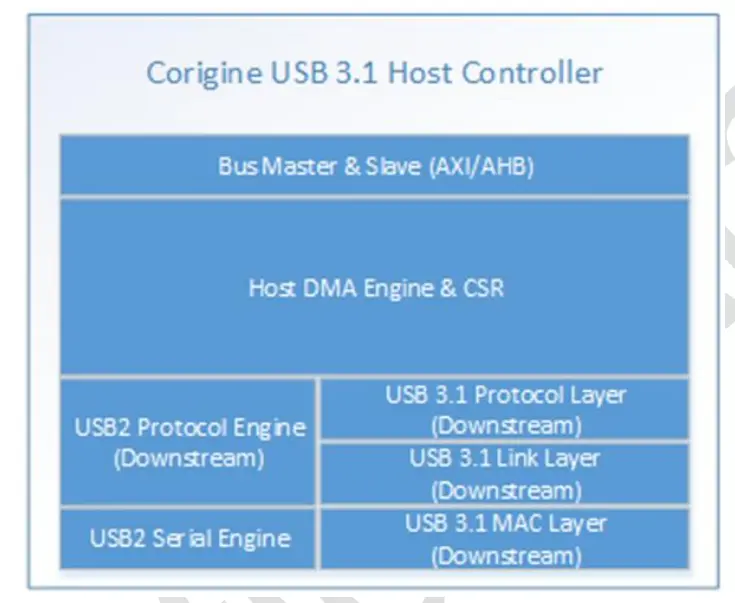 Corigine USB 3.1 Host Controller
Bus Master & Slave (AXI/AHB)
Host DMA Engine & CSR
USB2 Protocol Engine
(Downstream)
USB 3.1 Protocol Layer
(Downstream)
USB 3.1 Link Layer
(Downstream)
USB2 Serial Engine
USB 3.1 MAC Layer
(Downstream)